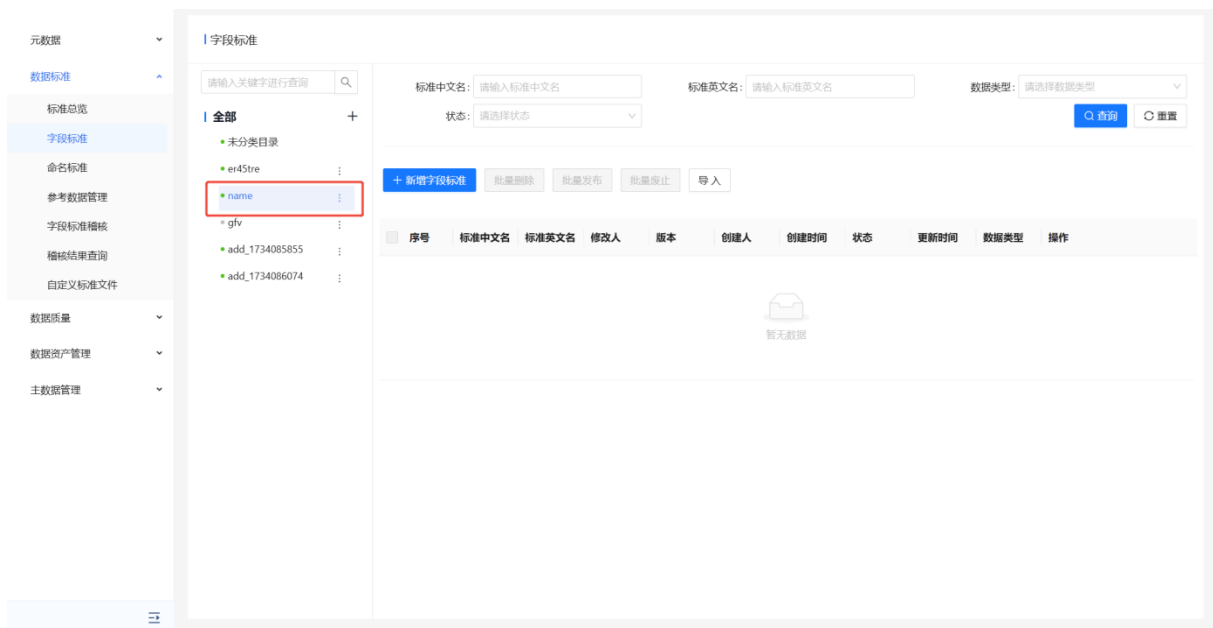 元数据
数据标准
标准总览
字段标准
命名标准
参考数据管理
字段标准稽核
稽核结果查询
自定义标准文件
数据质量
数据资产管理
主数据管理
字段标准
请输入关键字进行查询
全部
未分类目录
er45tre
name
gfv
add_1734085855
add_1734086074
标准中文名: 请输入标准中文名 标准英文名: 请输入标准英文名 数据类型: 请选择数据类型
状态: 请选择状态 查询 重置
+ 新增字段标准 批量删除 批量发布 批量废止 导入
序号 标准中文名 标准英文名 修改人 版本 创建人 创建时间 状态 更新时间 数据类型 操作
暂无数据